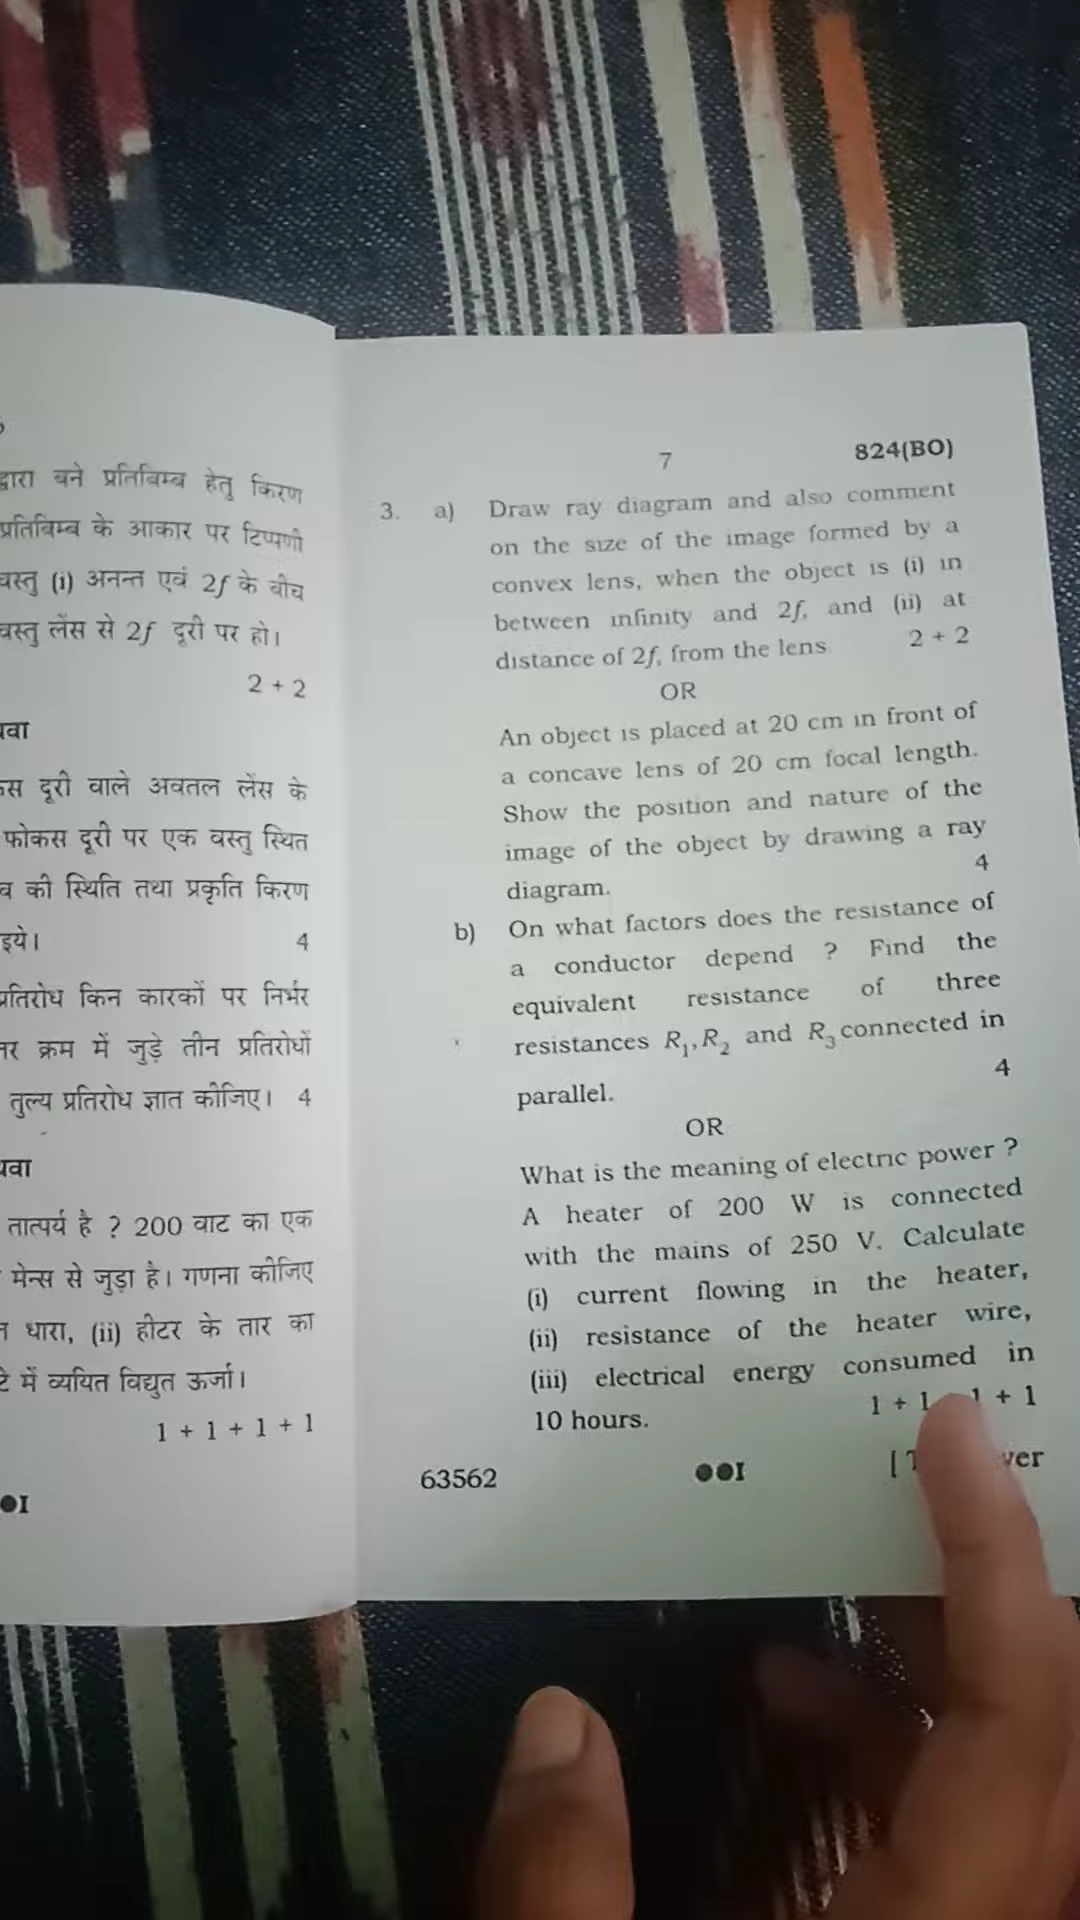 द्वारा बने प्रतिबिम्ब हेतु किरण
प्रतिबिम्ब के आकार पर टिप्पणी
वस्तु (i) अनन्त एवं 2f के बीच
वस्तु लेंस से 2f दूरी पर हो।
2 + 2
दूरी वाले अवतल लेंस के
फोकस दूरी पर एक वस्तु स्थित
की स्थिति तथा प्रकृति किरण
4
प्रतिरोध किन कारकों पर निर्भर
क्रम में जुड़े तीन प्रतिरोधों
तुल्य प्रतिरोध ज्ञात कीजिए। 4
तात्पर्य है ? 200 वाट का एक
मेन्स से जुड़ा है। गणना कीजिए
धारा, (ii) हीटर के तार का
में व्ययित विद्युत ऊर्जा।
1 + 1 + 1 + 1
7
824(BO)
3. a) Draw ray diagram and also comment
on the size of the image formed by a
convex lens, when the object is (i) in
between infinity and 2f, and (ii) at
distance of 2f, from the lens. 2 + 2
OR
An object is placed at 20 cm in front of
a concave lens of 20 cm focal length.
Show the position and nature of the
image of the object by drawing a ray
diagram. 4
b) On what factors does the resistance of
a conductor depend ? Find the
equivalent resistance of three
resistances R₁, R₂ and R₃ connected in
parallel. 4
OR
What is the meaning of electric power ?
A heater of 200 W is connected
with the mains of 250 V. Calculate
(i) current flowing in the heater,
(ii) resistance of the heater wire,
(iii) electrical energy consumed in
10 hours. 1 + 1 1 + 1
63562 ●●I [
●I